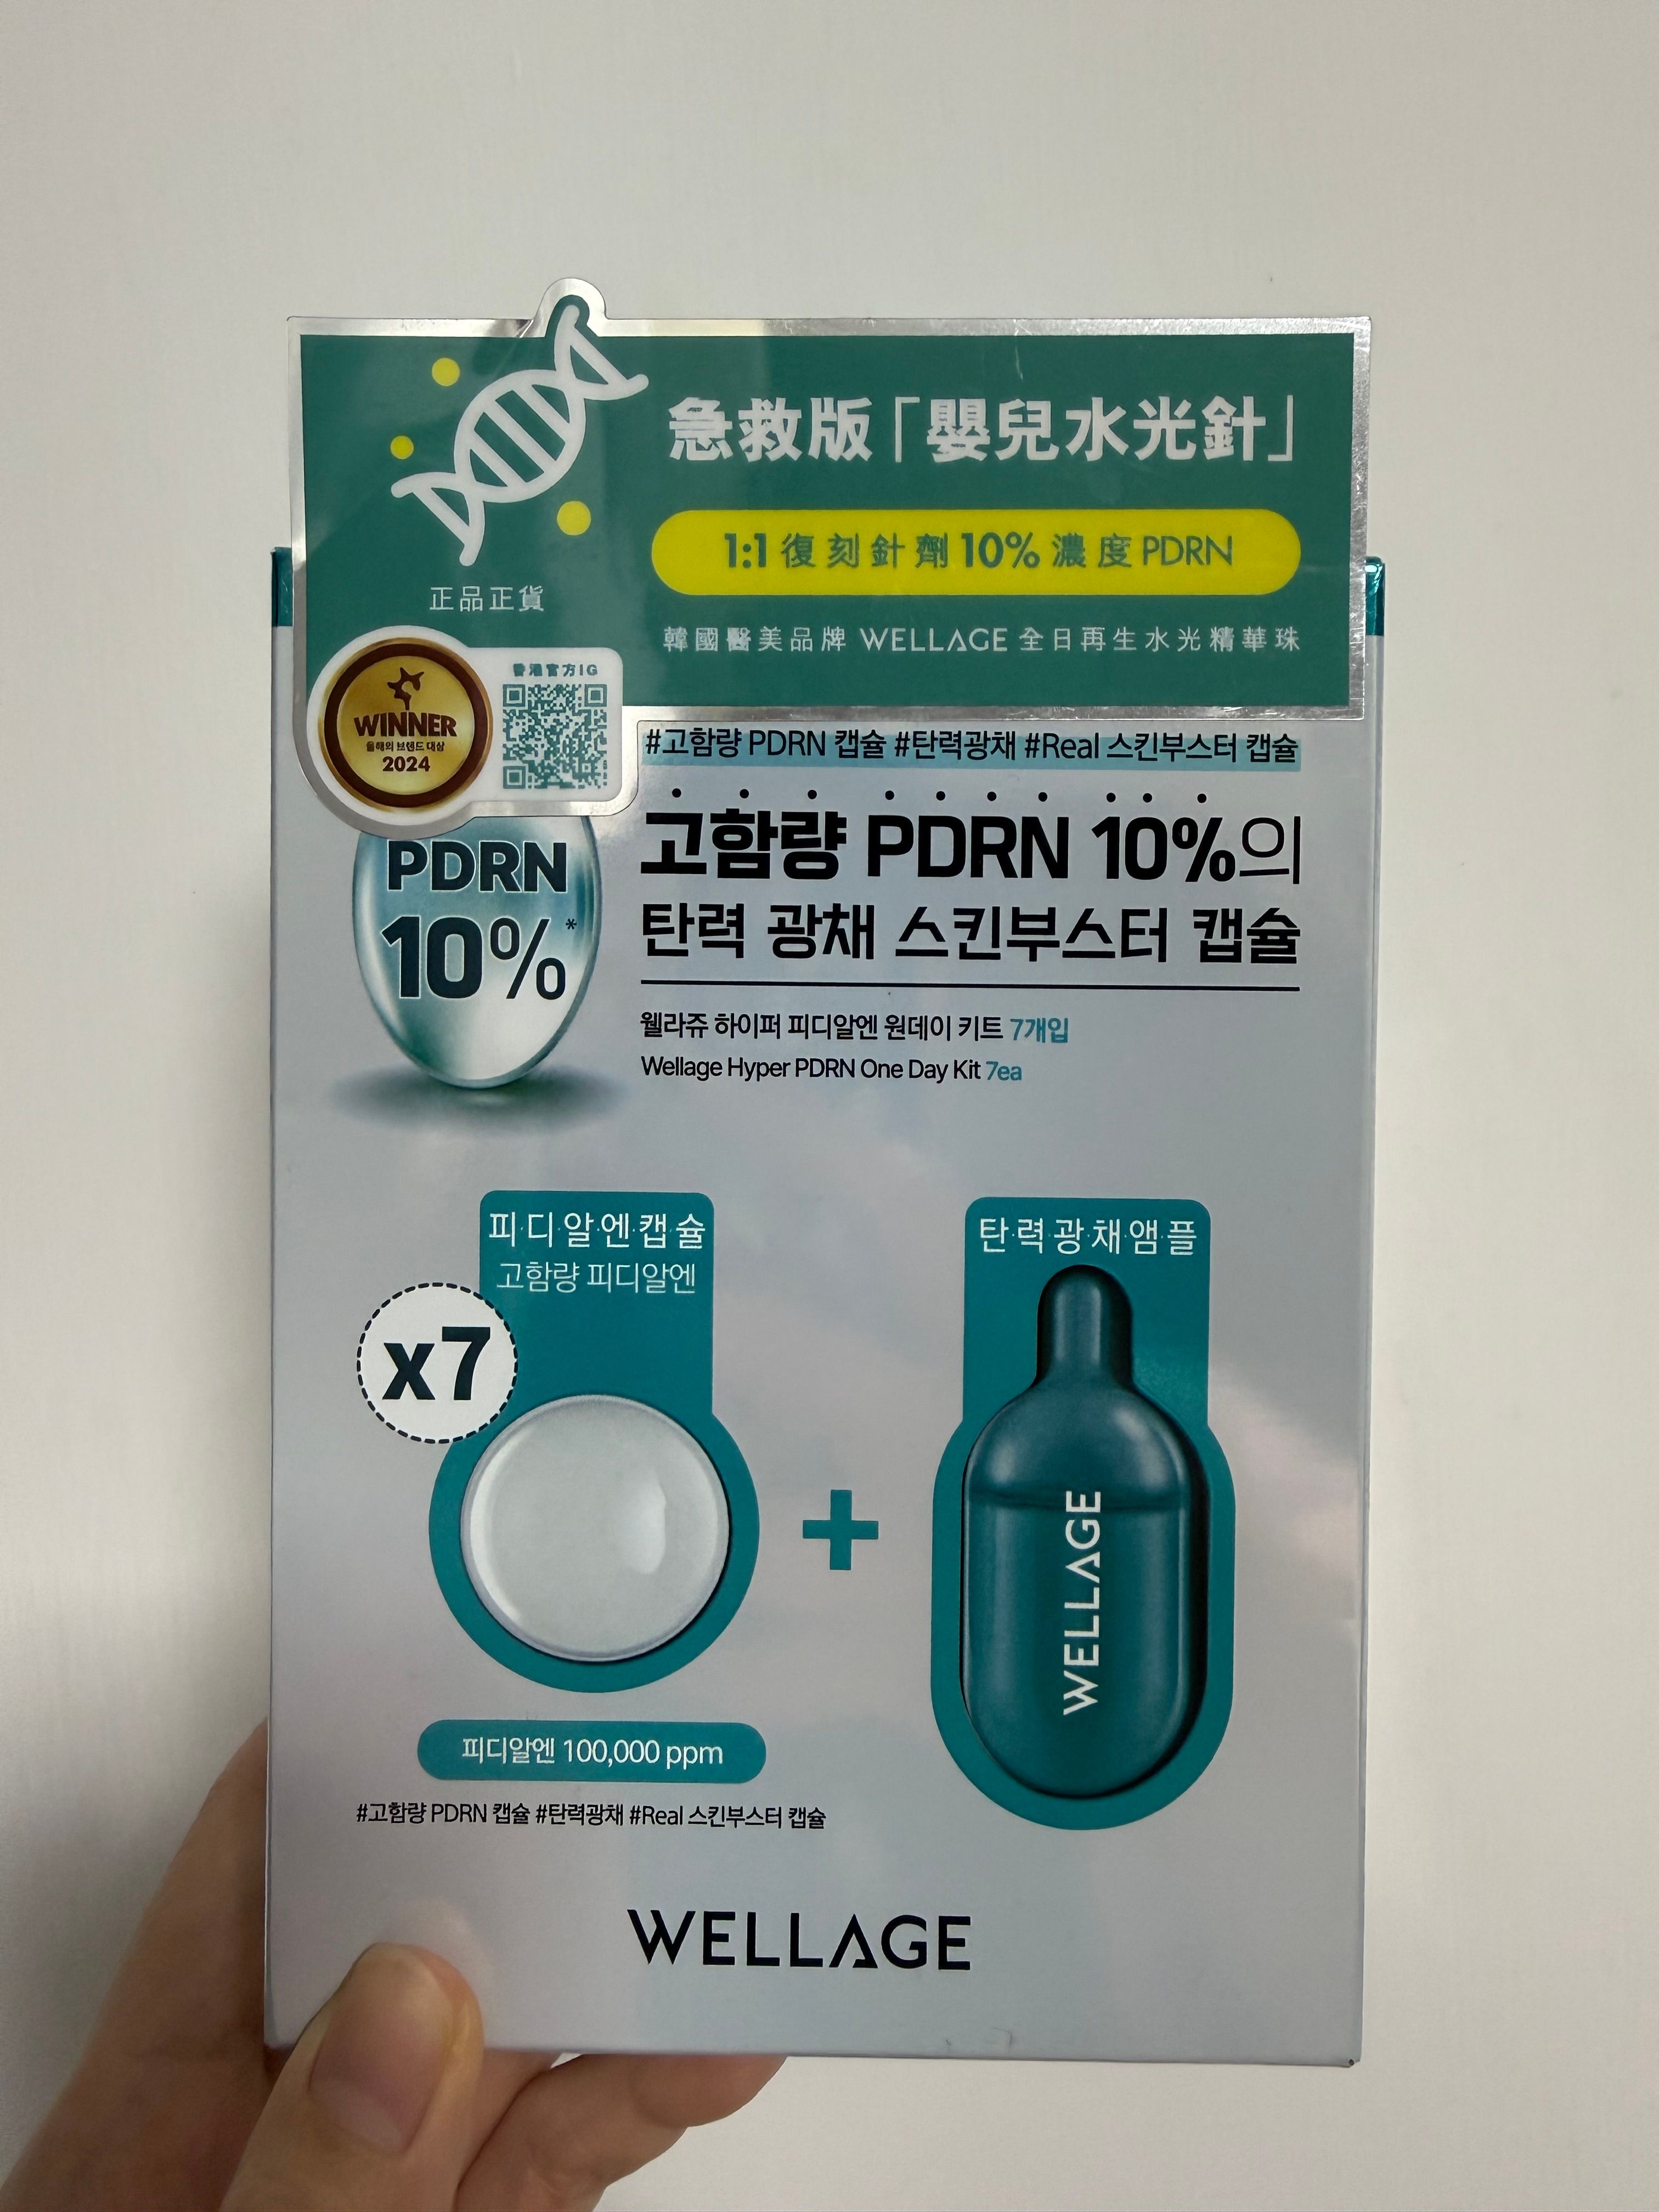 急救版「嬰兒水光針」
1:1 復刻針劑 10% 濃度 PDRN
正品正貨
韓國醫美品牌 WELLAGE 全日再生水光精華珠
香港官方IG
WINNER
올해의 브랜드 대상
2024
#고함량 PDRN 캡슐 #탄력광채 #Real 스킨부스터 캡슐
PDRN
10%*
고함량 PDRN 10%의
탄력 광채 스킨부스터 캡슐
웰라쥬 하이퍼 피디알엔 원데이 키트 7개입
Wellage Hyper PDRN One Day Kit 7ea
피·디·알·엔·캡·슐
고함량 피디알엔
x7
탄·력·광·채·앰·플
+
WELLAGE
피디알엔 100,000 ppm
#고함량 PDRN 캡슐 #탄력광채 #Real 스킨부스터 캡슐
WELLAGE